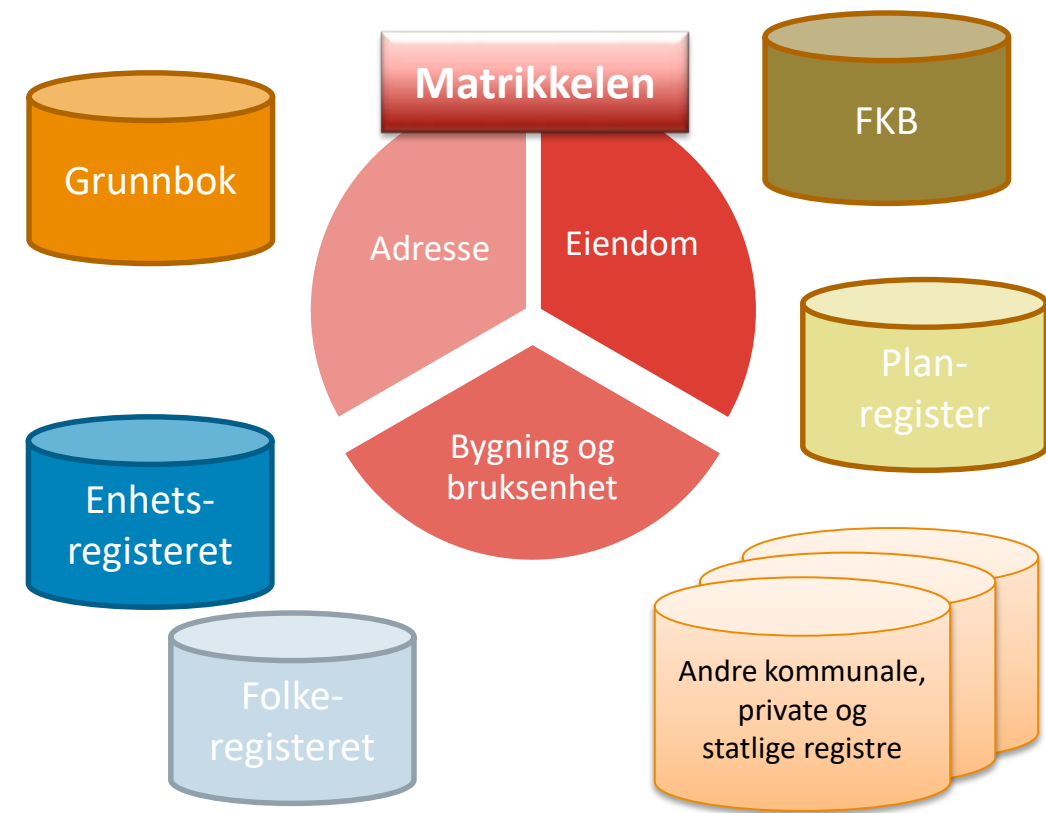 Matrikkelen
FKB
Grunnbok
Adresse
Eiendom
Plan-
register
Bygning og
bruksenhet
Enhets-
registeret
Folke-
registeret
Andre kommunale,
private og
statlige registre